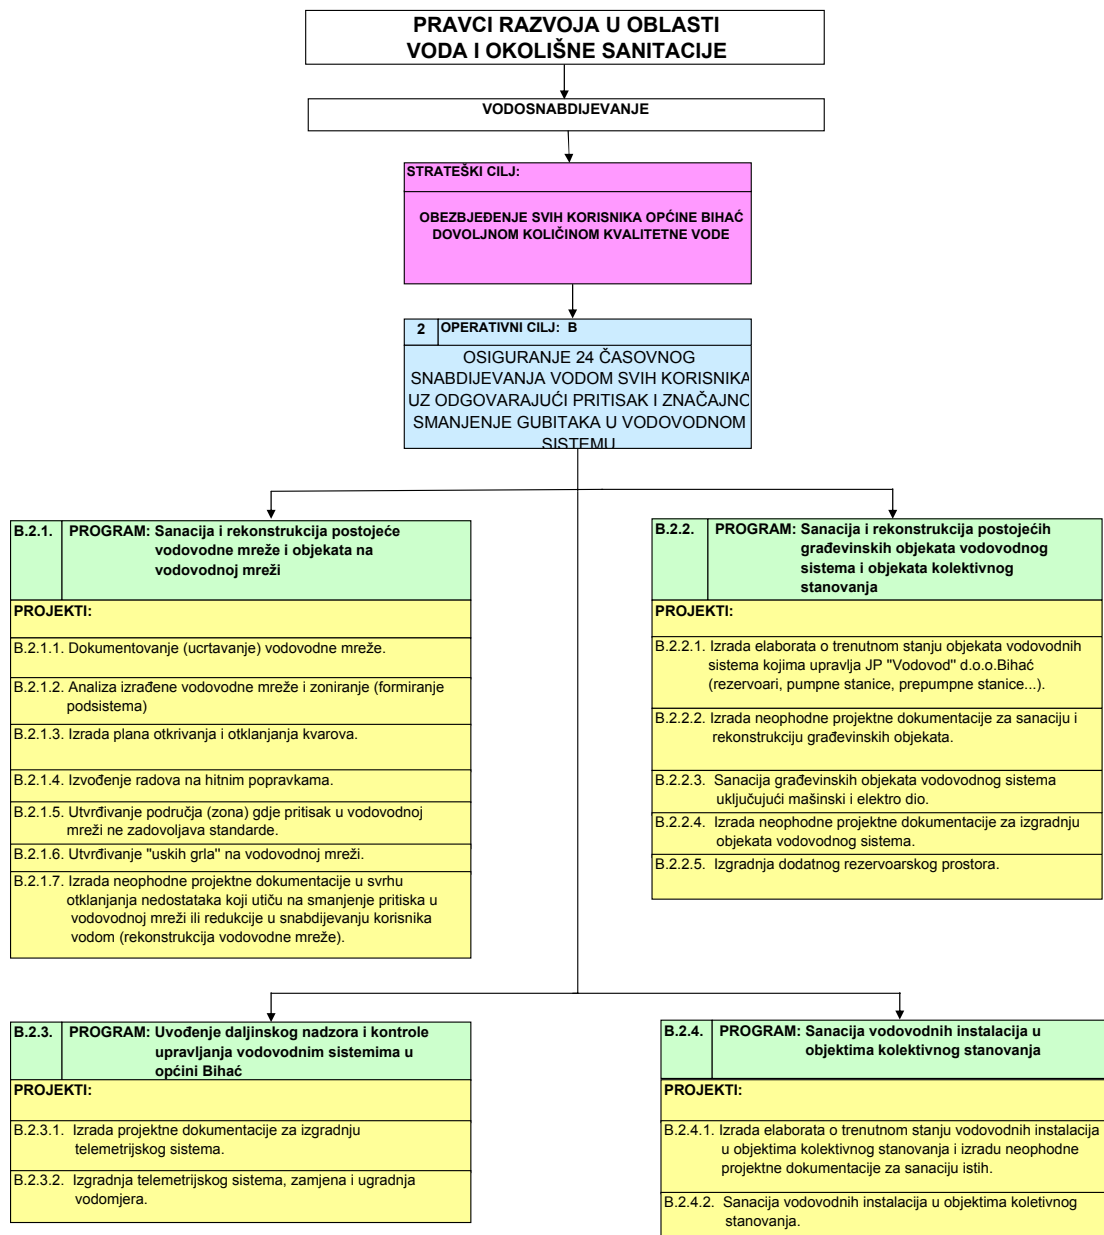 PRAVCI RAZVOJA U OBLASTI
VODA I OKOLIŠNE SANITACIJE
VODOSNABDIJEVANJE
STRATEŠKI CILJ:
OBEZBJEĐENJE SVIH KORISNIKA OPĆINE BIHAĆ
DOVOLJNOM KOLIČINOM KVALITETNE VODE
2 OPERATIVNI CILJ: B
OSIGURANJE 24 ČASOVNOG
SNABDIJEVANJA VODOM SVIH KORISNIKA
UZ ODGOVARAJUĆI PRITISAK I ZNAČAJNO
SMANJENJE GUBITAKA U VODOVODNOM
SISTEMU
B.2.1. PROGRAM: Sanacija i rekonstrukcija postojeće
vodovodne mreže i objekata na
vodovodnoj mreži
PROJEKTI:
B.2.1.1. Dokumentovanje (ucrtavanje) vodovodne mreže.
B.2.1.2. Analiza izrađene vodovodne mreže i zoniranje (formiranje
podsistema)
B.2.1.3. Izrada plana otkrivanja i otklanjanja kvarova.
B.2.1.4. Izvođenje radova na hitnim popravkama.
B.2.1.5. Utvrđivanje područja (zona) gdje pritisak u vodovodnoj
mreži ne zadovoljava standarde.
B.2.1.6. Utvrđivanje "uskih grla" na vodovodnoj mreži.
B.2.1.7. Izrada neophodne projektne dokumentacije u svrhu
otklanjanja nedostataka koji utiču na smanjenje pritiska u
vodovodnoj mreži ili redukcije u snabdijevanju korisnika
vodom (rekonstrukcija vodovodne mreže).
B.2.2. PROGRAM: Sanacija i rekonstrukcija postojećih
građevinskih objekata vodovodnog
sistema i objekata kolektivnog
stanovanja
PROJEKTI:
B.2.2.1. Izrada elaborata o trenutnom stanju objekata vodovodnih
sistema kojima upravlja JP "Vodovod" d.o.o.Bihać
(rezervoari, pumpne stanice, prepumpne stanice...).
B.2.2.2. Izrada neophodne projektne dokumentacije za sanaciju i
rekonstrukciju građevinskih objekata.
B.2.2.3. Sanacija građevinskih objekata vodovodnog sistema
uključujući mašinski i elektro dio.
B.2.2.4. Izrada neophodne projektne dokumentacije za izgradnju
objekata vodovodnog sistema.
B.2.2.5. Izgradnja dodatnog rezervoarskog prostora.
B.2.3. PROGRAM: Uvođenje daljinskog nadzora i kontrole
upravljanja vodovodnim sistemima u
općini Bihać
PROJEKTI:
B.2.3.1. Izrada projektne dokumentacije za izgradnju
telemetrijskog sistema.
B.2.3.2. Izgradnja telemetrijskog sistema, zamjena i ugradnja
vodomjera.
B.2.4. PROGRAM: Sanacija vodovodnih instalacija u
objektima kolektivnog stanovanja
PROJEKTI:
B.2.4.1. Izrada elaborata o trenutnom stanju vodovodnih instalacija
u objektima kolektivnog stanovanja i izradu neophodne
projektne dokumentacije za sanaciju istih.
B.2.4.2. Sanacija vodovodnih instalacija u objektima koletivnog
stanovanja.